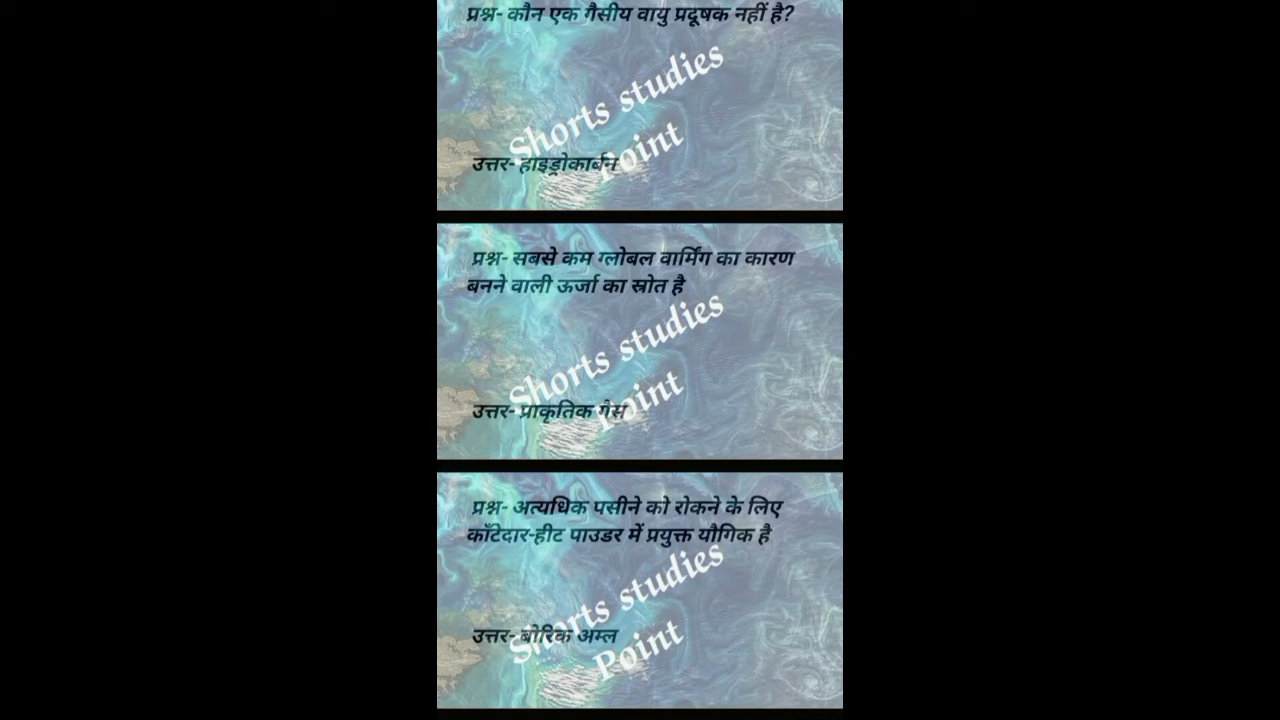 प्रश्न- कौन एक गैसीय वायु प्रदूषक नहीं है?
Shorts studies
Point
उत्तर- हाइड्रोकार्बन
प्रश्न- सबसे कम ग्लोबल वार्मिंग का कारण
बनने वाली ऊर्जा का स्रोत है
Shorts studies
Point
उत्तर- प्राकृतिक गैस
प्रश्न- अत्यधिक पसीने को रोकने के लिए
काँटेदार-हीट पाउडर में प्रयुक्त यौगिक है
Shorts studies
Point
उत्तर- बोरिक अम्ल